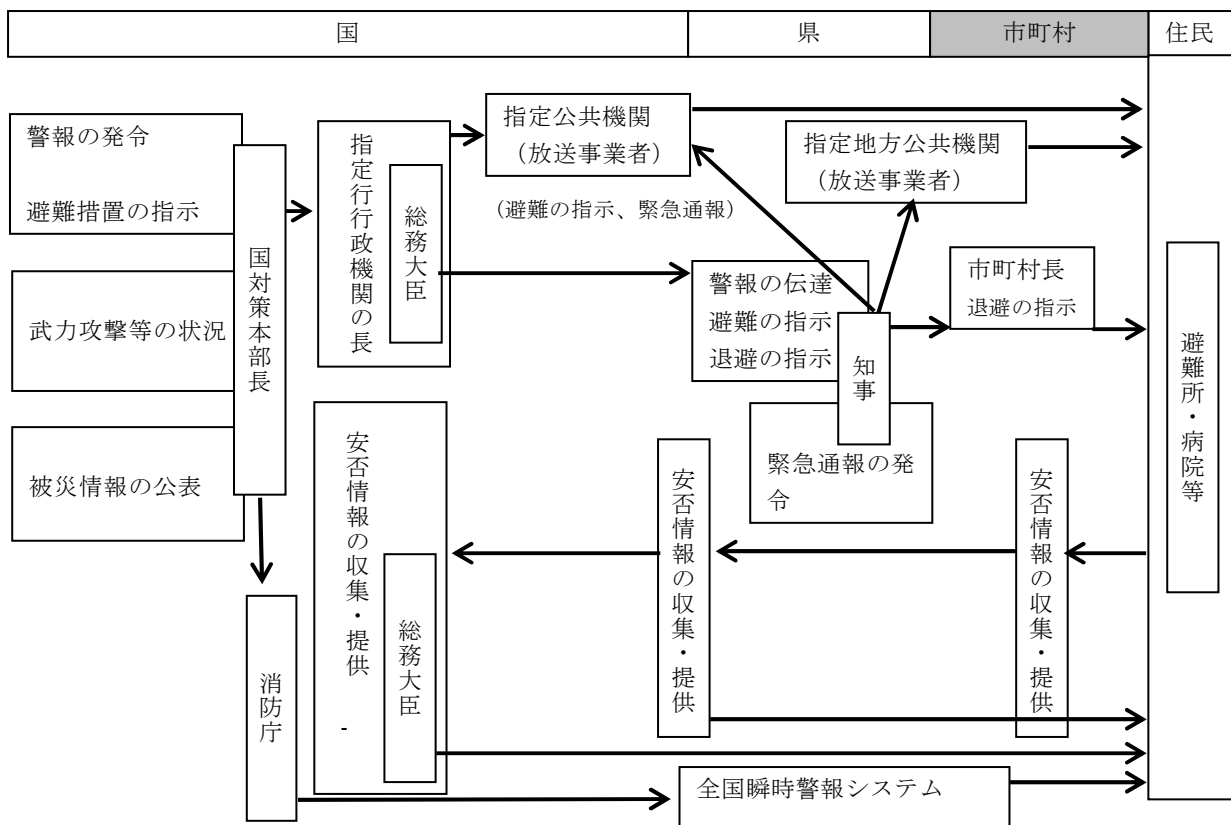 国
県
市町村
住民
警報の発令
避難措置の指示
武力攻撃等の状況
被災情報の公表
国対策本部長
指定行行政機関の長
総務大臣
指定公共機関
（放送事業者）
(避難の指示、緊急通報）
指定地方公共機関
（放送事業者）
警報の伝達
避難の指示
退避の指示
知事
緊急通報の発
令
市町村長
退避の指示
避難所・病院等
安否情報の収集・提供
総務大臣
-
安否情報の収集・提供
安否情報の収集・提供
消防庁
全国瞬時警報システム